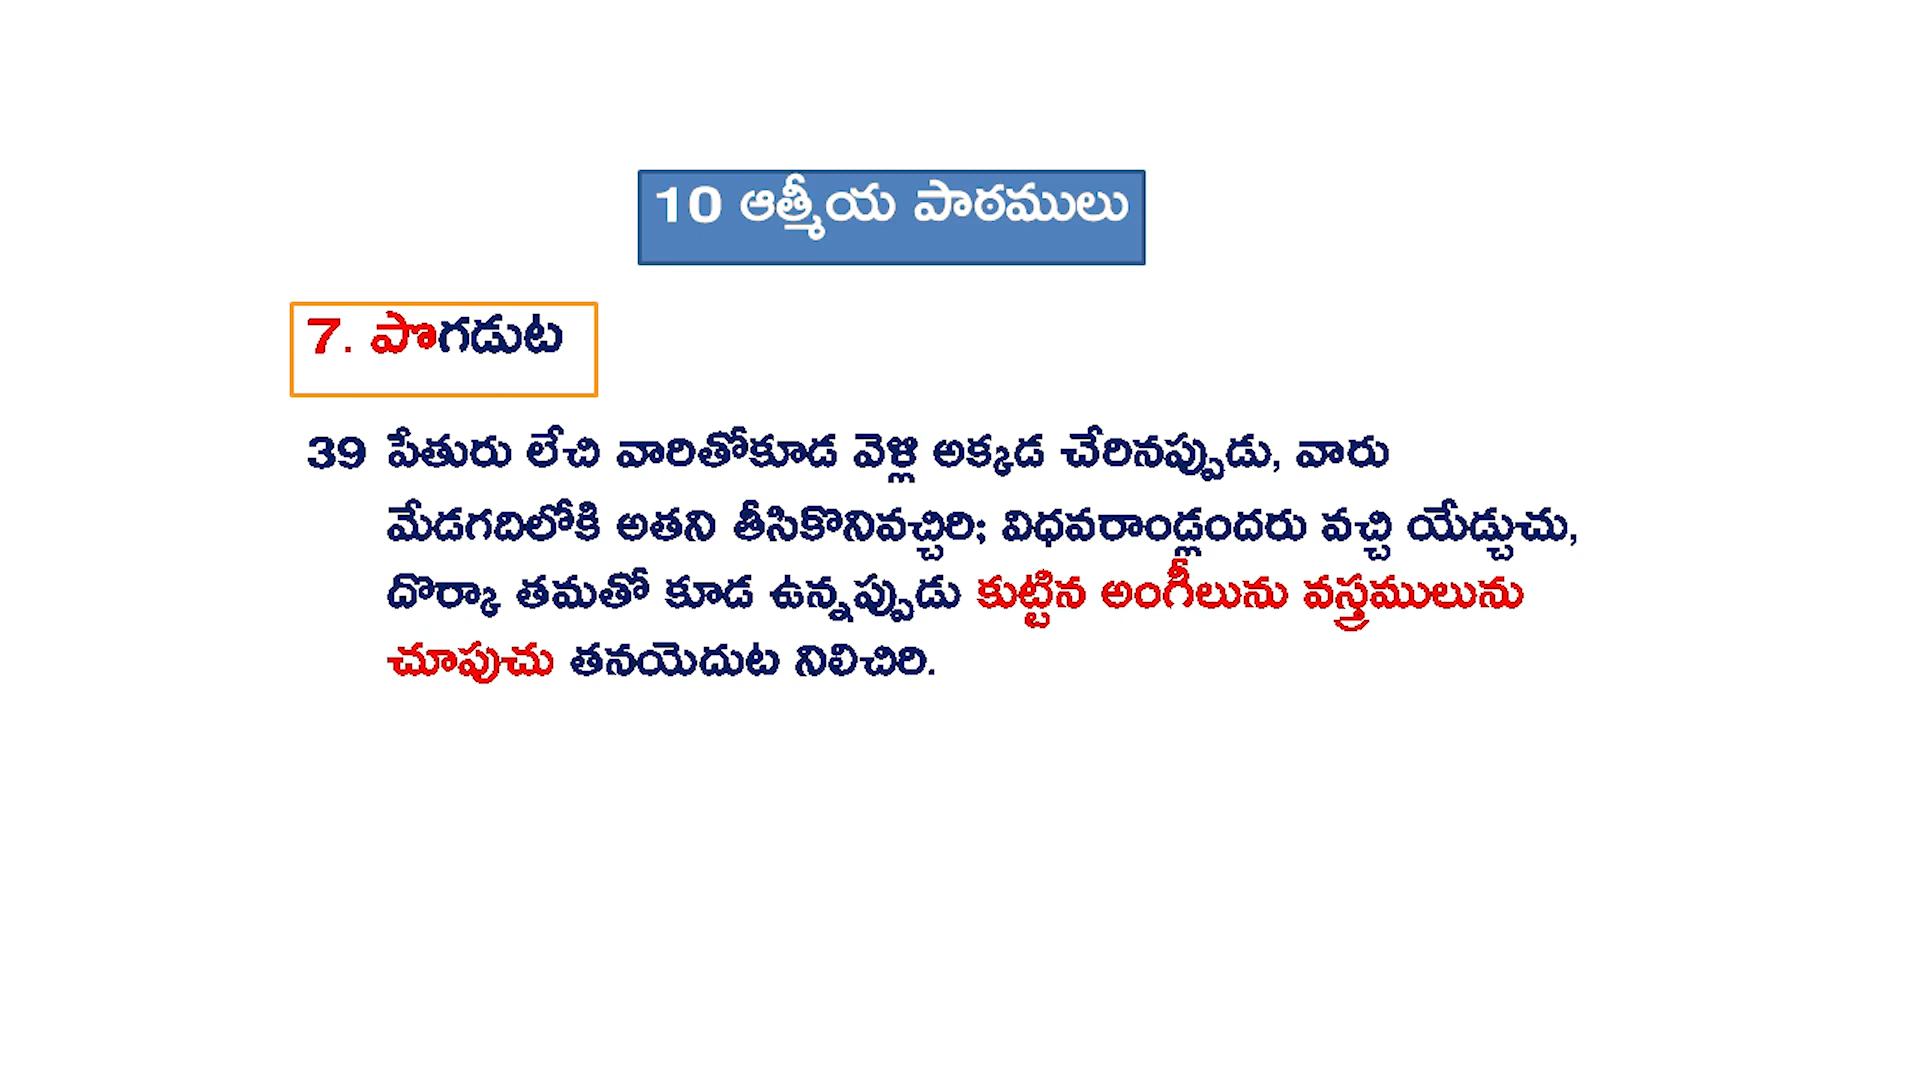 10 ఆత్మీయ పాఠములు
7. పొగడుట
39 పేతురు లేచి వారితోకూడ వెళ్లి అక్కడ చేరినప్పుడు, వారు
మేడగదిలోకి అతని తీసికొనివచ్చిరి; విధవరాండ్లందరు వచ్చి యేడ్చుచు,
దొర్కా తమతో కూడ ఉన్నప్పుడు కుట్టిన అంగీలును వస్త్రములును
చూపుచు తనయెదుట నిలిచిరి.